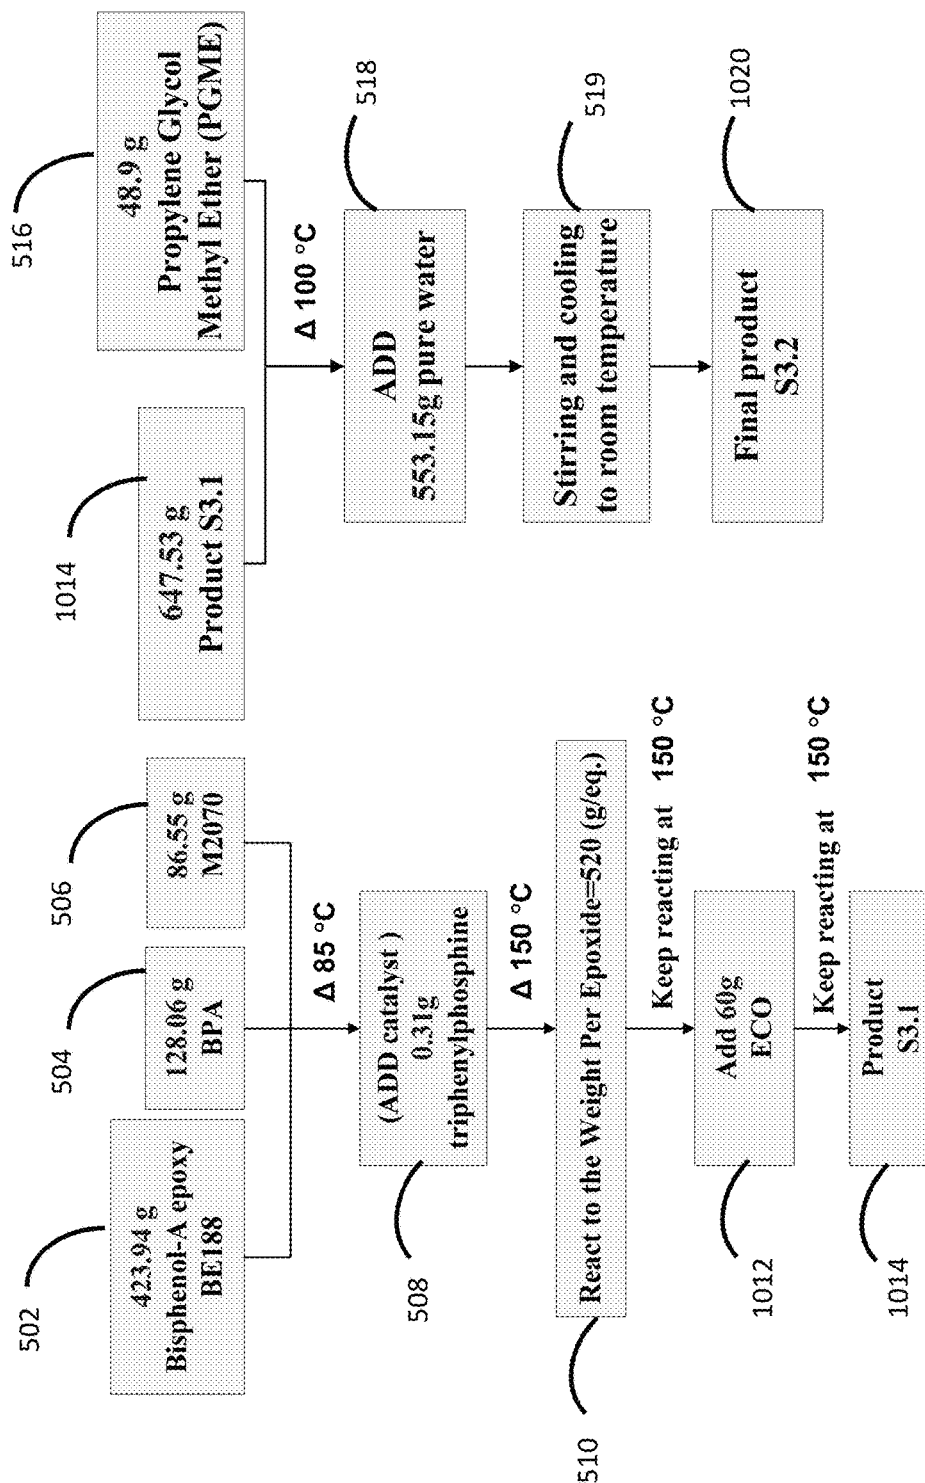 502
423.94 g
Bisphenol-A epoxy
BE188
504
128.06 g
BPA
506
86.55 g
M2070
Δ 85 °C
508
(ADD catalyst )
0.31g
triphenylphosphine
Δ 150 °C
510
React to the Weight Per Epoxide=520 (g/eq.)
Keep reacting at 150 °C
1012
Add 60g
ECO
Keep reacting at 150 °C
1014
Product
S3.1
1014
647.53 g
Product S3.1
516
48.9 g
Propylene Glycol
Methyl Ether (PGME)
Δ 100 °C
518
ADD
553.15g pure water
519
Stirring and cooling
to room temperature
1020
Final product
S3.2